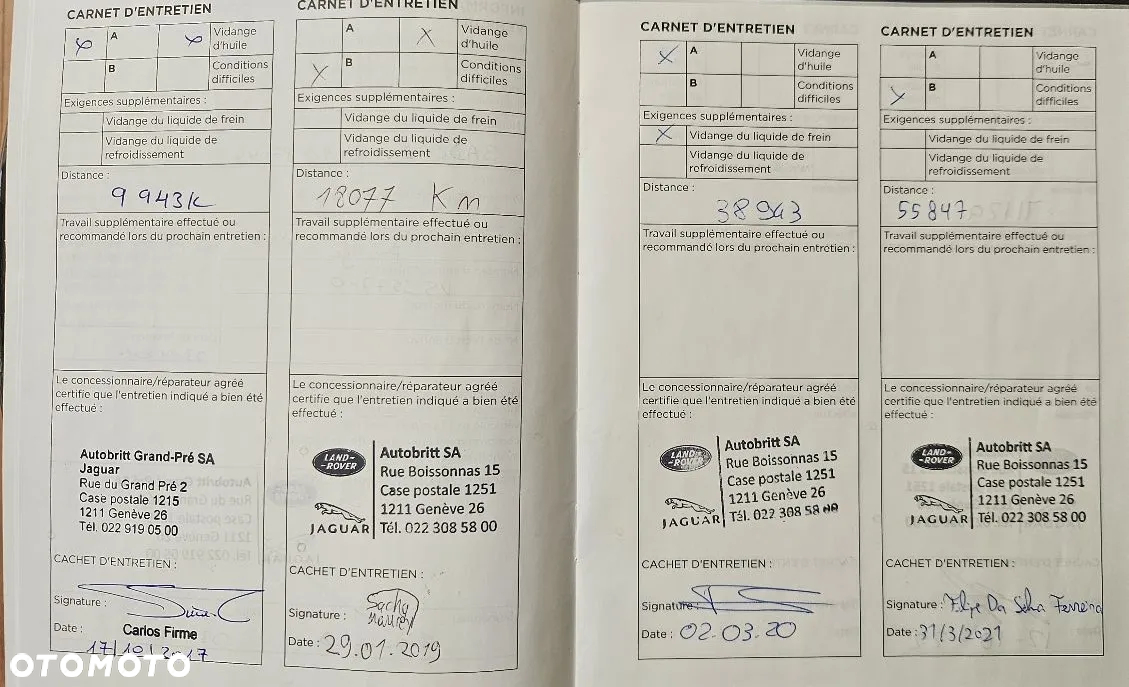 CARNET D'ENTRETIEN
A
Vidange
d'huile
B
Conditions
difficiles
Exigences supplémentaires :
Vidange du liquide de frein
Vidange du liquide de
refroidissement
Distance :
9 943k
Travail supplémentaire effectué ou
recommandé lors du prochain entretien :
Le concessionnaire/réparateur agréé
certifie que l'entretien indiqué a bien été
effectué :
Autobritt Grand-Pré SA
Jaguar
Rue du Grand Pré 2
Case postale 1215
1211 Genève 26
Tél. 022 919 05 00
CACHET D'ENTRETIEN :
Signature :
Carlos Firme
Date : 17/10/2017
CARNET D'ENTRETIEN
A
X
Vidange
d'huile
X
B
Conditions
difficiles
Exigences supplémentaires :
Vidange du liquide de frein
Vidange du liquide de
refroidissement
Distance :
18077 Km
Travail supplémentaire effectué ou
recommandé lors du prochain entretien :
Le concessionnaire/réparateur agréé
certifie que l'entretien indiqué a bien été
effectué :
LAND-
-ROVER
JAGUAR
Autobritt SA
Rue Boissonnas 15
Case postale 1251
1211 Genève 26
Tél. 022 308 58 00
CACHET D'ENTRETIEN :
Signature :
Date : 29.01.2019
CARNET D'ENTRETIEN
X
A
Vidange
d'huile
B
Conditions
difficiles
Exigences supplémentaires :
X
Vidange du liquide de frein
Vidange du liquide de
refroidissement
Distance :
38943
Travail supplémentaire effectué ou
recommandé lors du prochain entretien :
Le concessionnaire/réparateur agréé
certifie que l'entretien indiqué a bien été
effectué :
LAND-
-ROVER
JAGUAR
Autobritt SA
Rue Boissonnas 15
Case postale 1251
1211 Genève 26
Tél. 022 308 58 00
CACHET D'ENTRETIEN :
Signature :
Date : 02.03.20
CARNET D'ENTRETIEN
A
Vidange
d'huile
X
B
Conditions
difficiles
Exigences supplémentaires :
Vidange du liquide de frein
Vidange du liquide de
refroidissement
Distance :
55847
Travail supplémentaire effectué ou
recommandé lors du prochain entretien :
Le concessionnaire/réparateur agréé
certifie que l'entretien indiqué a bien été
effectué :
LAND-
-ROVER
JAGUAR
Autobritt SA
Rue Boissonnas 15
Case postale 1251
1211 Genève 26
Tél. 022 308 58 00
CACHET D'ENTRETIEN :
Signature : Da Ferreira
Date : 31/3/2021
OTOMOTO